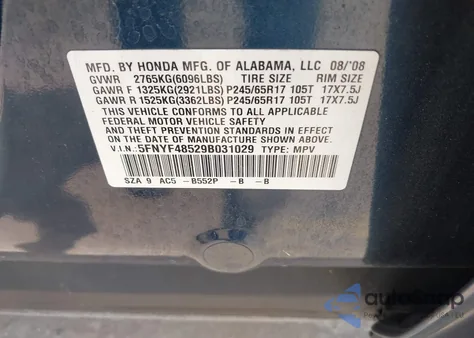 MFD. BY HONDA MFG. OF ALABAMA, LLC 08/'08
GVWR 2765KG(6096LBS) TIRE SIZE RIM SIZE
GAWR F 1325KG(2921LBS) P245/65R17 105T 17X7.5J
GAWR R 1525KG(3362LBS) P245/65R17 105T 17X7.5J
THIS VEHICLE CONFORMS TO ALL APPLICABLE
FEDERAL MOTOR VEHICLE SAFETY
AND THEFT PREVENTION STANDARDS IN EFFECT ON
THE DATE OF MANUFACTURE SHOWN ABOVE.
V.I.N.:5FNYF48529B031029 TYPE: MPV
SZA 9 AC5 -B552P -B -B